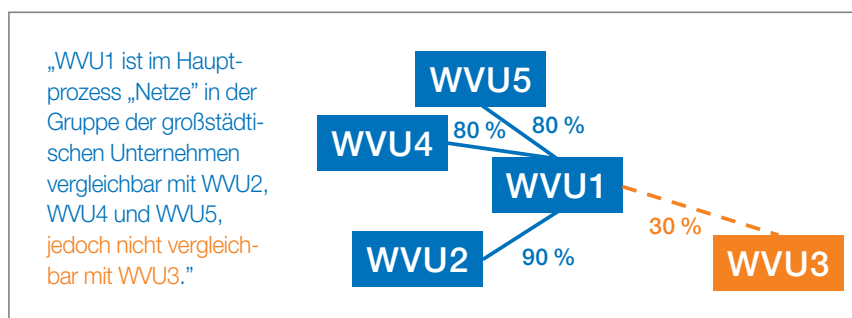 „WVU1 ist im Haupt-
prozess „Netze” in der
Gruppe der großstädti-
schen Unternehmen
vergleichbar mit WVU2,
WVU4 und WVU5,
jedoch nicht vergleich-
bar mit WVU3.”
WVU5
80 % 80 %
WVU4
WVU1
30 %
WVU2
90 %
WVU3